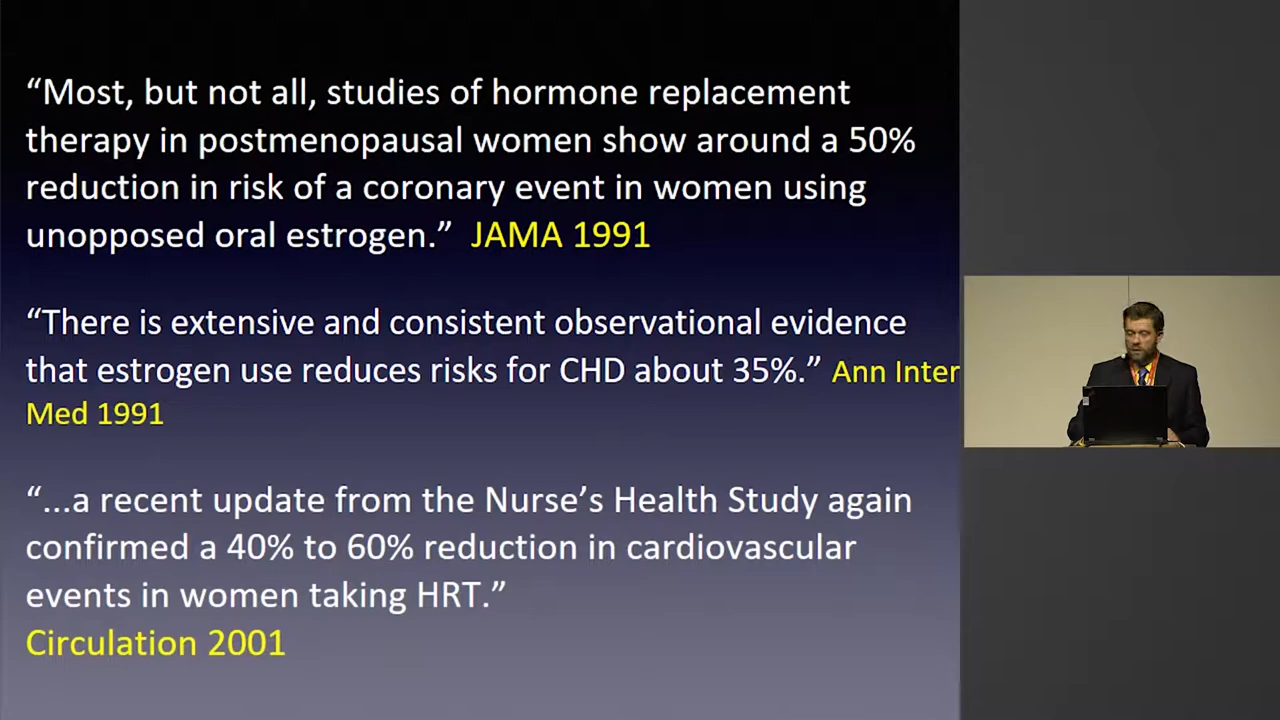 “Most, but not all, studies of hormone replacement
therapy in postmenopausal women show around a 50%
reduction in risk of a coronary event in women using
unopposed oral estrogen.” JAMA 1991
“There is extensive and consistent observational evidence
that estrogen use reduces risks for CHD about 35%.” Ann Inter
Med 1991
“...a recent update from the Nurse’s Health Study again
confirmed a 40% to 60% reduction in cardiovascular
events in women taking HRT.”
Circulation 2001